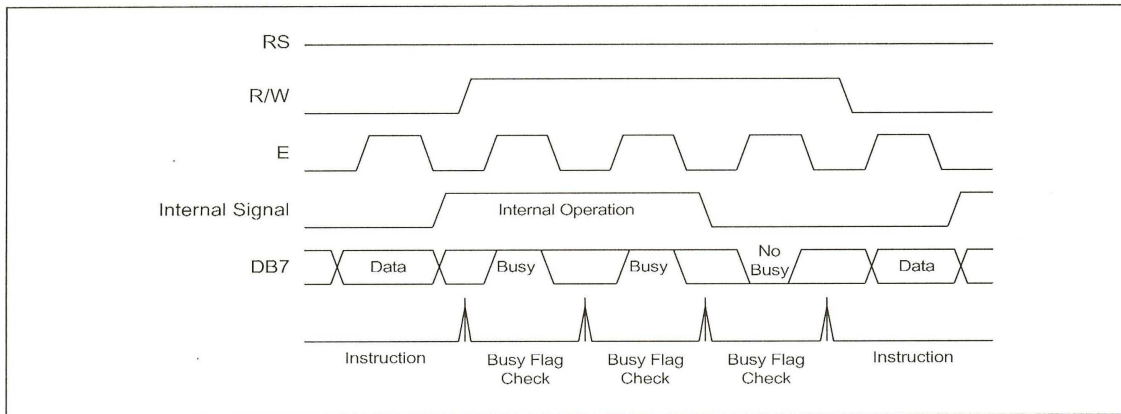 RS
R/W
E
Internal Signal
Internal Operation
DB7
Data
Busy
Busy
No
Busy
Data
Instruction
Busy Flag
Check
Busy Flag
Check
Busy Flag
Check
Instruction